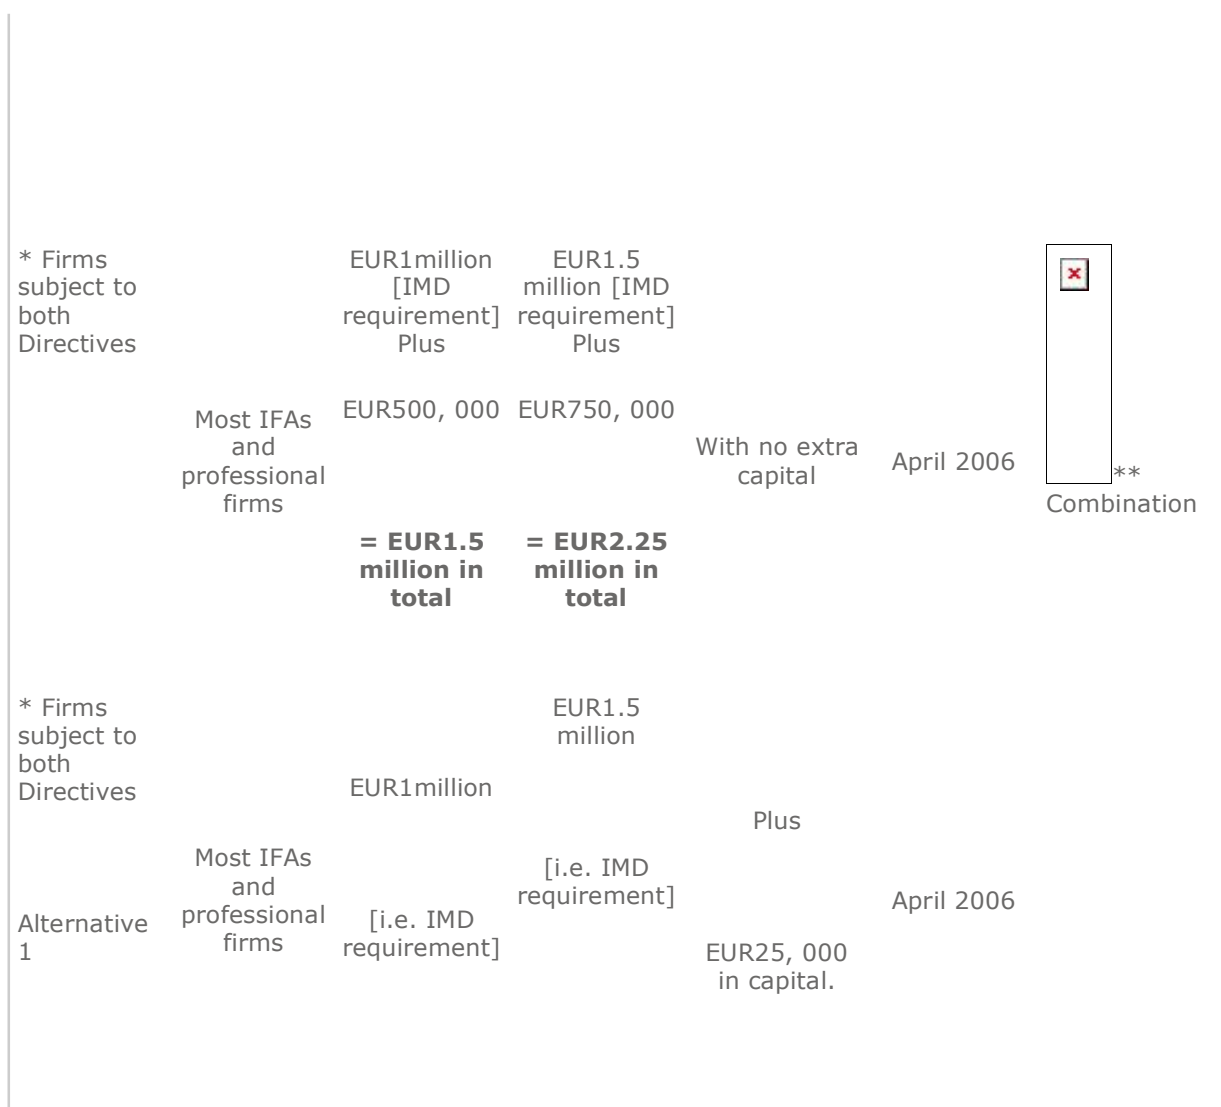 * Firms
subject to
both
Directives
Most IFAs
and
professional
firms
EUR1million
[IMD
requirement]
Plus
EUR500, 000
= EUR1.5
million in
total
EUR1.5
million [IMD
requirement]
Plus
EUR750, 000
= EUR2.25
million in
total
With no extra
capital
April 2006
**
Combination
* Firms
subject to
both
Directives
Alternative
1
Most IFAs
and
professional
firms
EUR1million
[i.e. IMD
requirement]
EUR1.5
million
[i.e. IMD
requirement]
Plus
EUR25, 000
in capital.
April 2006